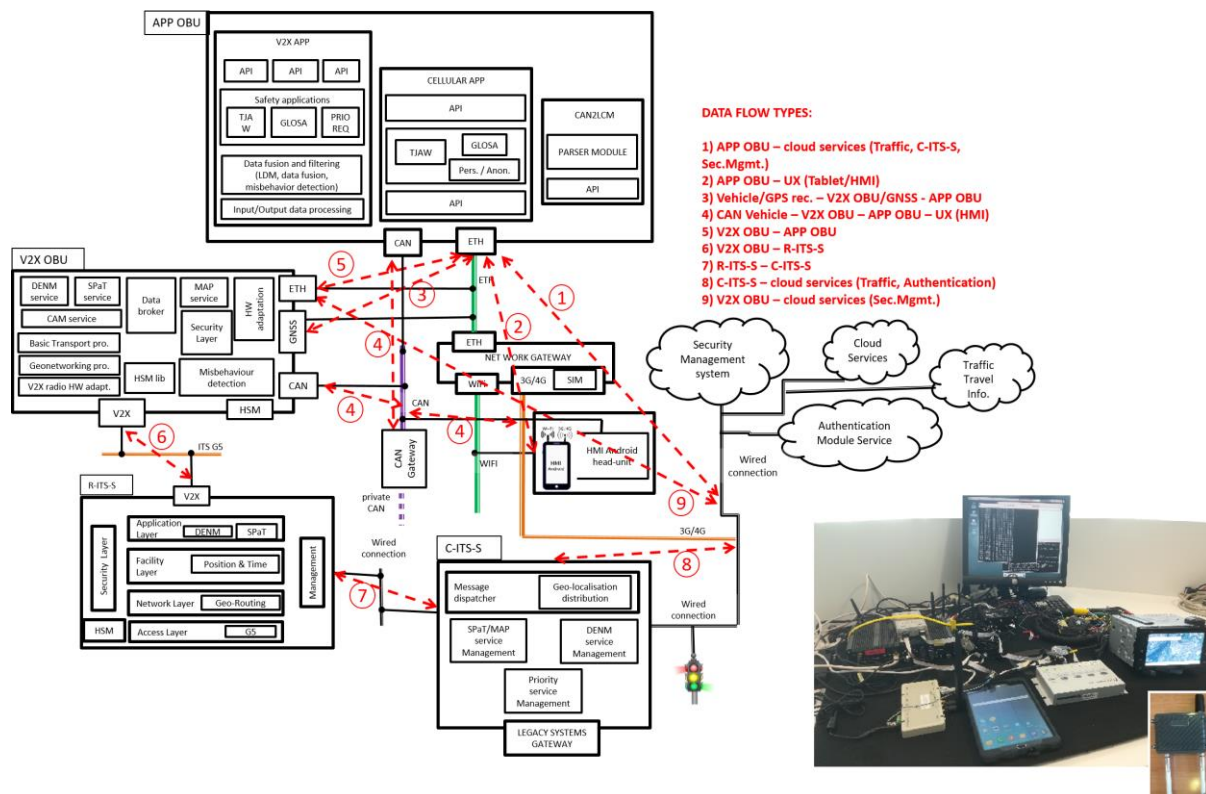 APP OBU
V2X APP
API
API
API
Safety applications
TJA
W
GLOSA
PRIO
REQ
Data fusion and filtering
(LDM, data fusion,
misbehavior detection)
Input/Output data processing
CELLULAR APP
API
TJAW
GLOSA
Pers. / Anon.
API
CAN2LCM
PARSER MODULE
API
CAN
ETH
DATA FLOW TYPES:
1) APP OBU – cloud services (Traffic, C-ITS-S,
Sec.Mgmt.)
2) APP OBU – UX (Tablet/HMI)
3) Vehicle/GPS rec. – V2X OBU/GNSS - APP OBU
4) CAN Vehicle – V2X OBU – APP OBU – UX (HMI)
5) V2X OBU – APP OBU
6) V2X OBU – R-ITS-S
7) R-ITS-S – C-ITS-S
8) C-ITS-S – cloud services (Traffic, Authentication)
9) V2X OBU – cloud services (Sec.Mgmt.)
V2X OBU
DENM
service
SPaT
service
CAM service
Basic Transport pro.
Geonetworking pro.
V2X radio HW adapt.
Data
broker
HSM lib
MAP
service
Security
Layer
HW
adaptation
Misbehaviour
detection
ETH
GNSS
CAN
V2X
HSM
5
3
1
2
4
4
4
6
9
8
7
ETH
ETH
NET WORK GATEWAY
WIFI
3G/4G
SIM
CAN
CAN
Gateway
private
CAN
WIFI
Wi-Fi
3G-4G
HMI
Android
HMI Android
head-unit
3G/4G
Security
Management
system
Cloud
Services
Traffic
Travel
Info.
Authentication
Module Service
Wired
connection
ITS G5
R-ITS-S
V2X
Security Layer
Application
Layer
DENM
SPaT
Facility
Layer
Position & Time
Network Layer
Geo-Routing
Access Layer
G5
Management
HSM
Wired
connection
C-ITS-S
Message
dispatcher
Geo-localisation
distribution
SPaT/MAP
service
Management
DENM
service
Management
Priority
service
Management
LEGACY SYSTEMS
GATEWAY
Wired
connection